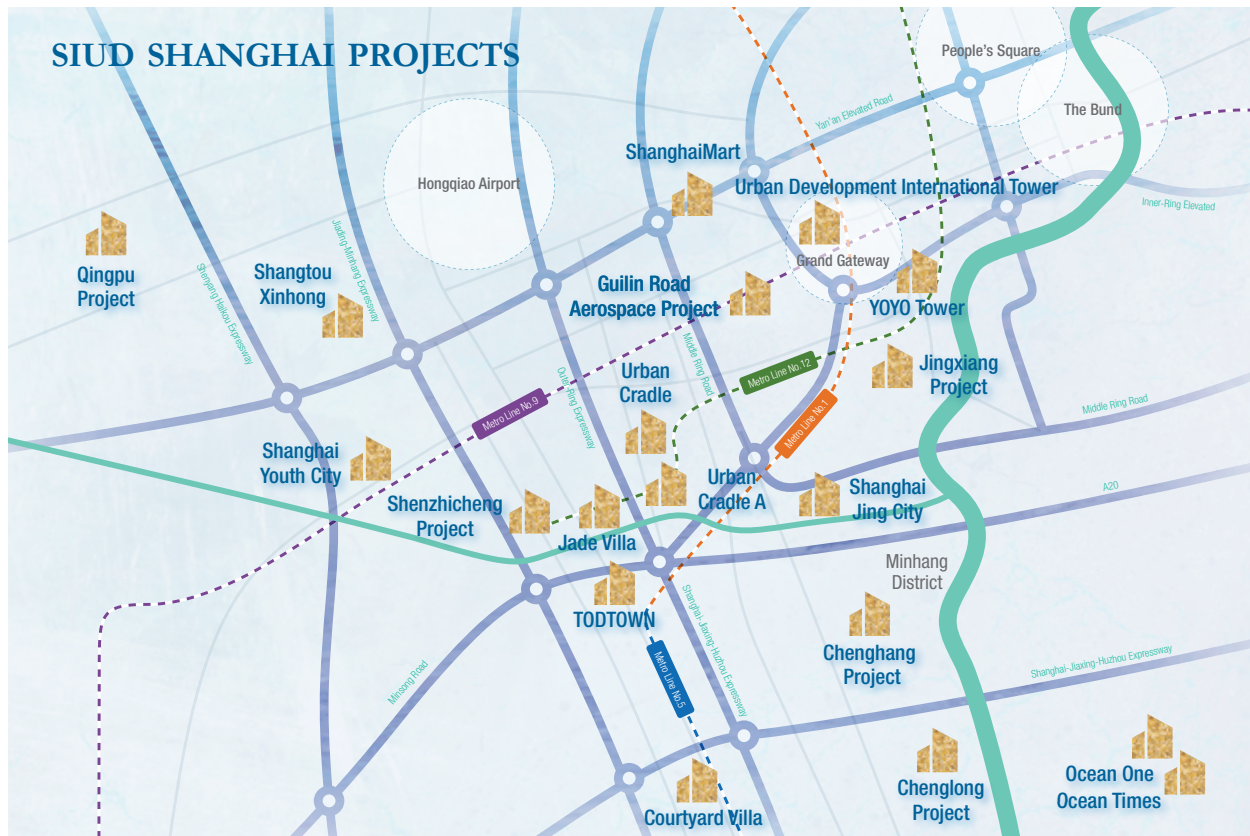 SIUD SHANGHAI PROJECTS
People's Square
The Bund
Yan'an Elevated Road
ShanghaiMart
Hongqiao Airport
Urban Development International Tower
Inner-Ring Elevated
Qingpu
Project
Shenyang Haikou Expressway
Shangtou
Xinhong
Jiading-Minhang Expressway
Grand Gateway
Guilin Road
Aerospace Project
YOYO Tower
Middle Ring Road
Outer Ring Expressway
Urban
Cradle
Metro Line No.12
Jingxiang
Project
Metro Line No.9
Metro Line No.1
Middle Ring Road
Shanghai
Youth City
Shenzhicheng
Project
Jade Villa
Urban
Cradle A
Shanghai
Jing City
A20
Minhang
District
TODTOWN
Shanghai-Jiaxing-Huzhou Expressway
Chenghang
Project
Minsong Road
Metro Line No.5
Shanghai-Jiaxing-Huzhou Expressway
Courtyard Villa
Chenglong
Project
Ocean One
Ocean Times